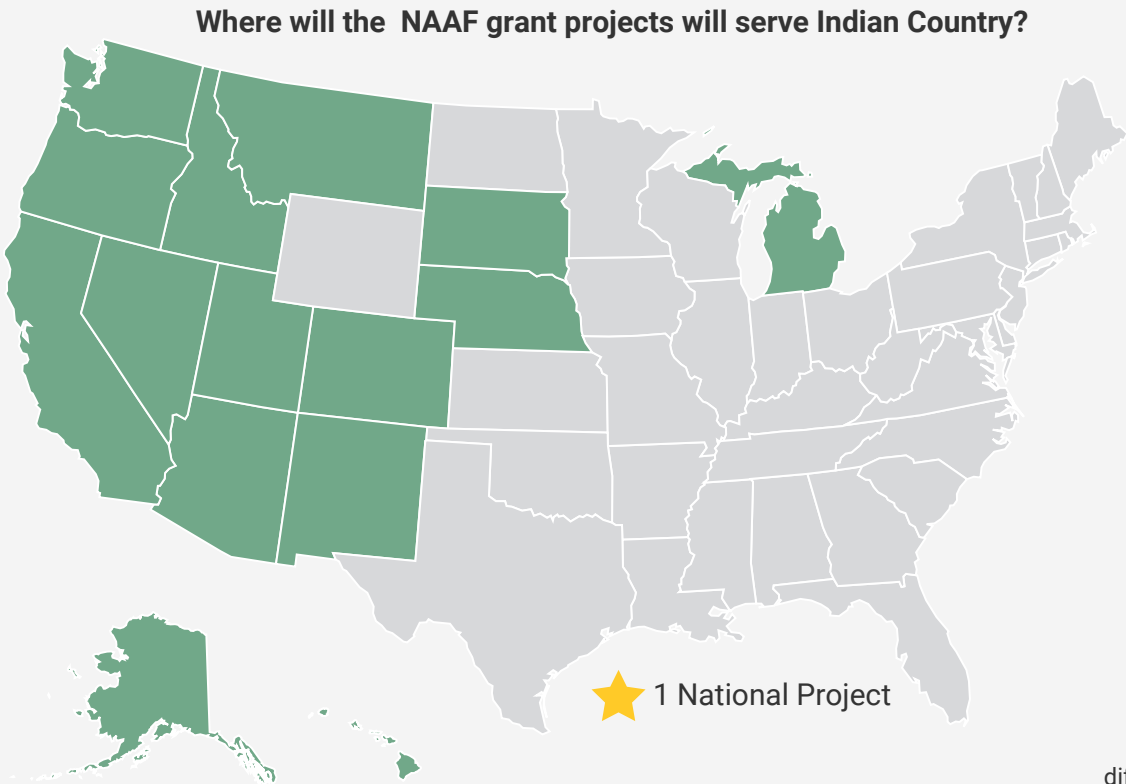 Where will the  NAAF grant projects will serve Indian Country?
1 National Project